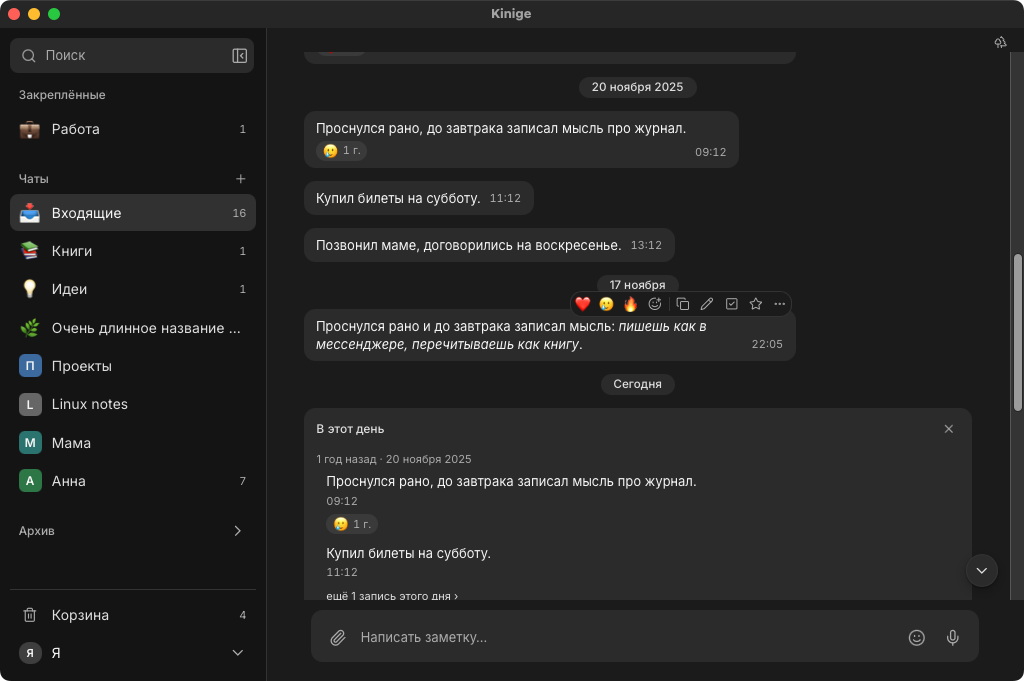 Kinige
Поиск
Закреплённые
Работа 1
Чаты
Входящие 16
Книги 1
Идеи 1
Очень длинное название ...
П Проекты
L Linux notes
М Мама
А Анна 7
Архив
Корзина 4
Я Я
20 ноября 2025
Проснулся рано, до завтрака записал мысль про журнал.
1 г. 09:12
Купил билеты на субботу. 11:12
Позвонил маме, договорились на воскресенье. 13:12
17 ноября
Проснулся рано и до завтрака записал мысль: пишешь как в
мессенджере, перечитываешь как книгу. 22:05
Сегодня
В этот день
1 год назад · 20 ноября 2025
Проснулся рано, до завтрака записал мысль про журнал.
09:12
1 г.
Купил билеты на субботу.
11:12
ещё 1 запись этого дня ›
Написать заметку...